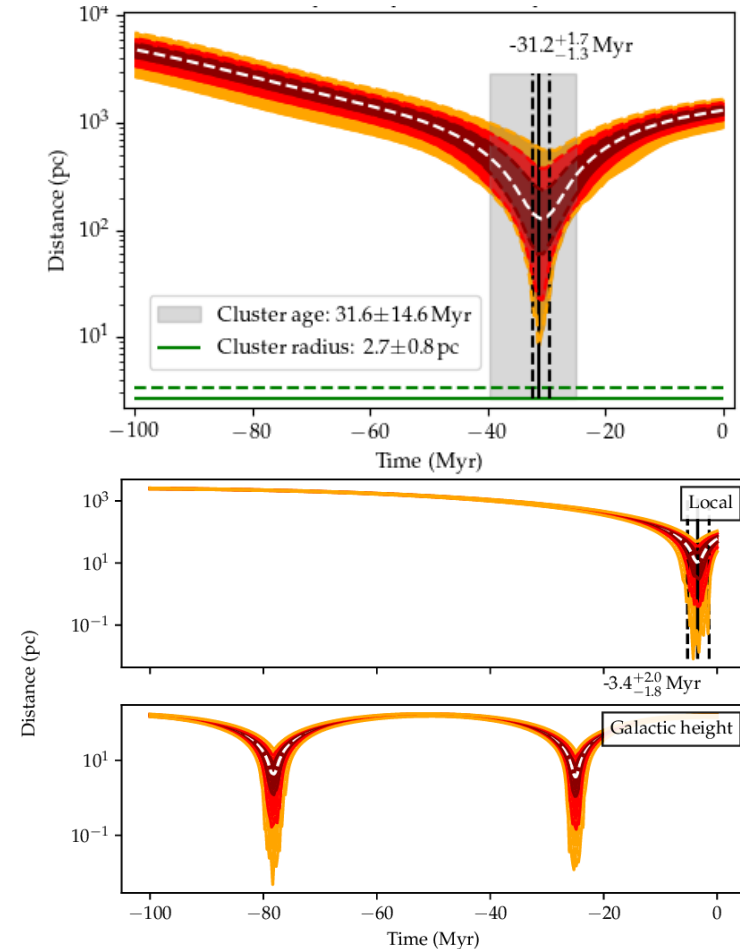 10⁴
-31.2+1.7−1.3 Myr
10³
Distance (pc)
10²
10¹
Cluster age: 31.6±14.6 Myr
Cluster radius: 2.7±0.8 pc
−100 −80 −60 −40 −20 0
Time (Myr)
10³
Local
10¹
10⁻¹
-3.4+2.0−1.8 Myr
Distance (pc)
Galactic height
10¹
10⁻¹
−100 −80 −60 −40 −20 0
Time (Myr)